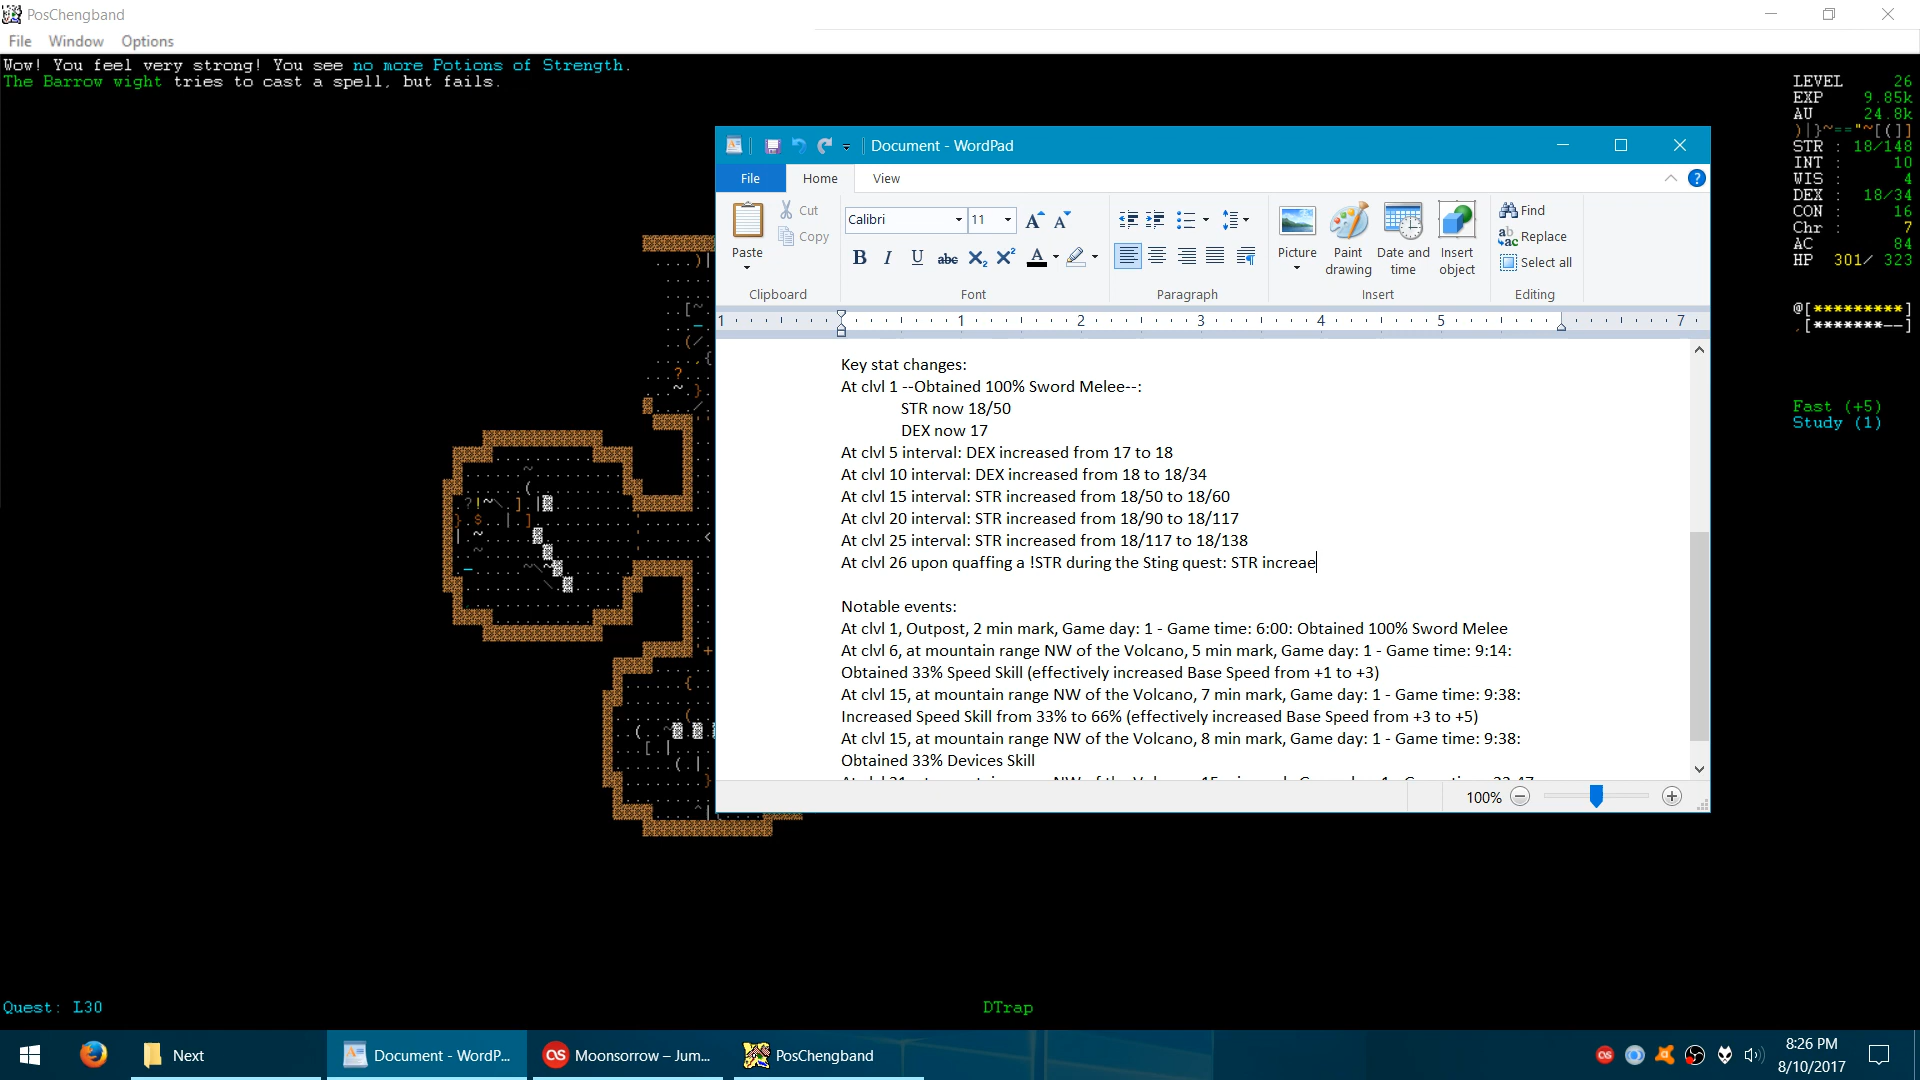 PosChengband
File Window Options
Wow! You feel very strong! You see no more Potions of Strength.
The Barrow wight tries to cast a spell, but fails.
LEVEL 26
EXP 9.85k
AU 24.8k
STR : 18/148
INT : 10
WIS : 4
DEX : 18/34
CON : 16
Chr : 7
AC 84
HP 301/ 323
@[*********]
[*******--]
Fast (+5)
Study (1)
Document - WordPad
File Home View
Paste
Cut
Copy
Clipboard
Calibri 11
Font
Paragraph
Picture
Paint drawing
Date and time
Insert object
Insert
Find
Replace
Select all
Editing
1 1 2 3 4 5 7
Key stat changes:
At clvl 1 --Obtained 100% Sword Melee--:
STR now 18/50
DEX now 17
At clvl 5 interval: DEX increased from 17 to 18
At clvl 10 interval: DEX increased from 18 to 18/34
At clvl 15 interval: STR increased from 18/50 to 18/60
At clvl 20 interval: STR increased from 18/90 to 18/117
At clvl 25 interval: STR increased from 18/117 to 18/138
At clvl 26 upon quaffing a !STR during the Sting quest: STR increae
Notable events:
At clvl 1, Outpost, 2 min mark, Game day: 1 - Game time: 6:00: Obtained 100% Sword Melee
At clvl 6, at mountain range NW of the Volcano, 5 min mark, Game day: 1 - Game time: 9:14:
Obtained 33% Speed Skill (effectively increased Base Speed from +1 to +3)
At clvl 15, at mountain range NW of the Volcano, 7 min mark, Game day: 1 - Game time: 9:38:
Increased Speed Skill from 33% to 66% (effectively increased Base Speed from +3 to +5)
At clvl 15, at mountain range NW of the Volcano, 8 min mark, Game day: 1 - Game time: 9:38:
Obtained 33% Devices Skill
100%
Quest: L30
DTrap
Next
Document - WordP...
Moonsorrow – Jum...
PosChengband
8:26 PM
8/10/2017